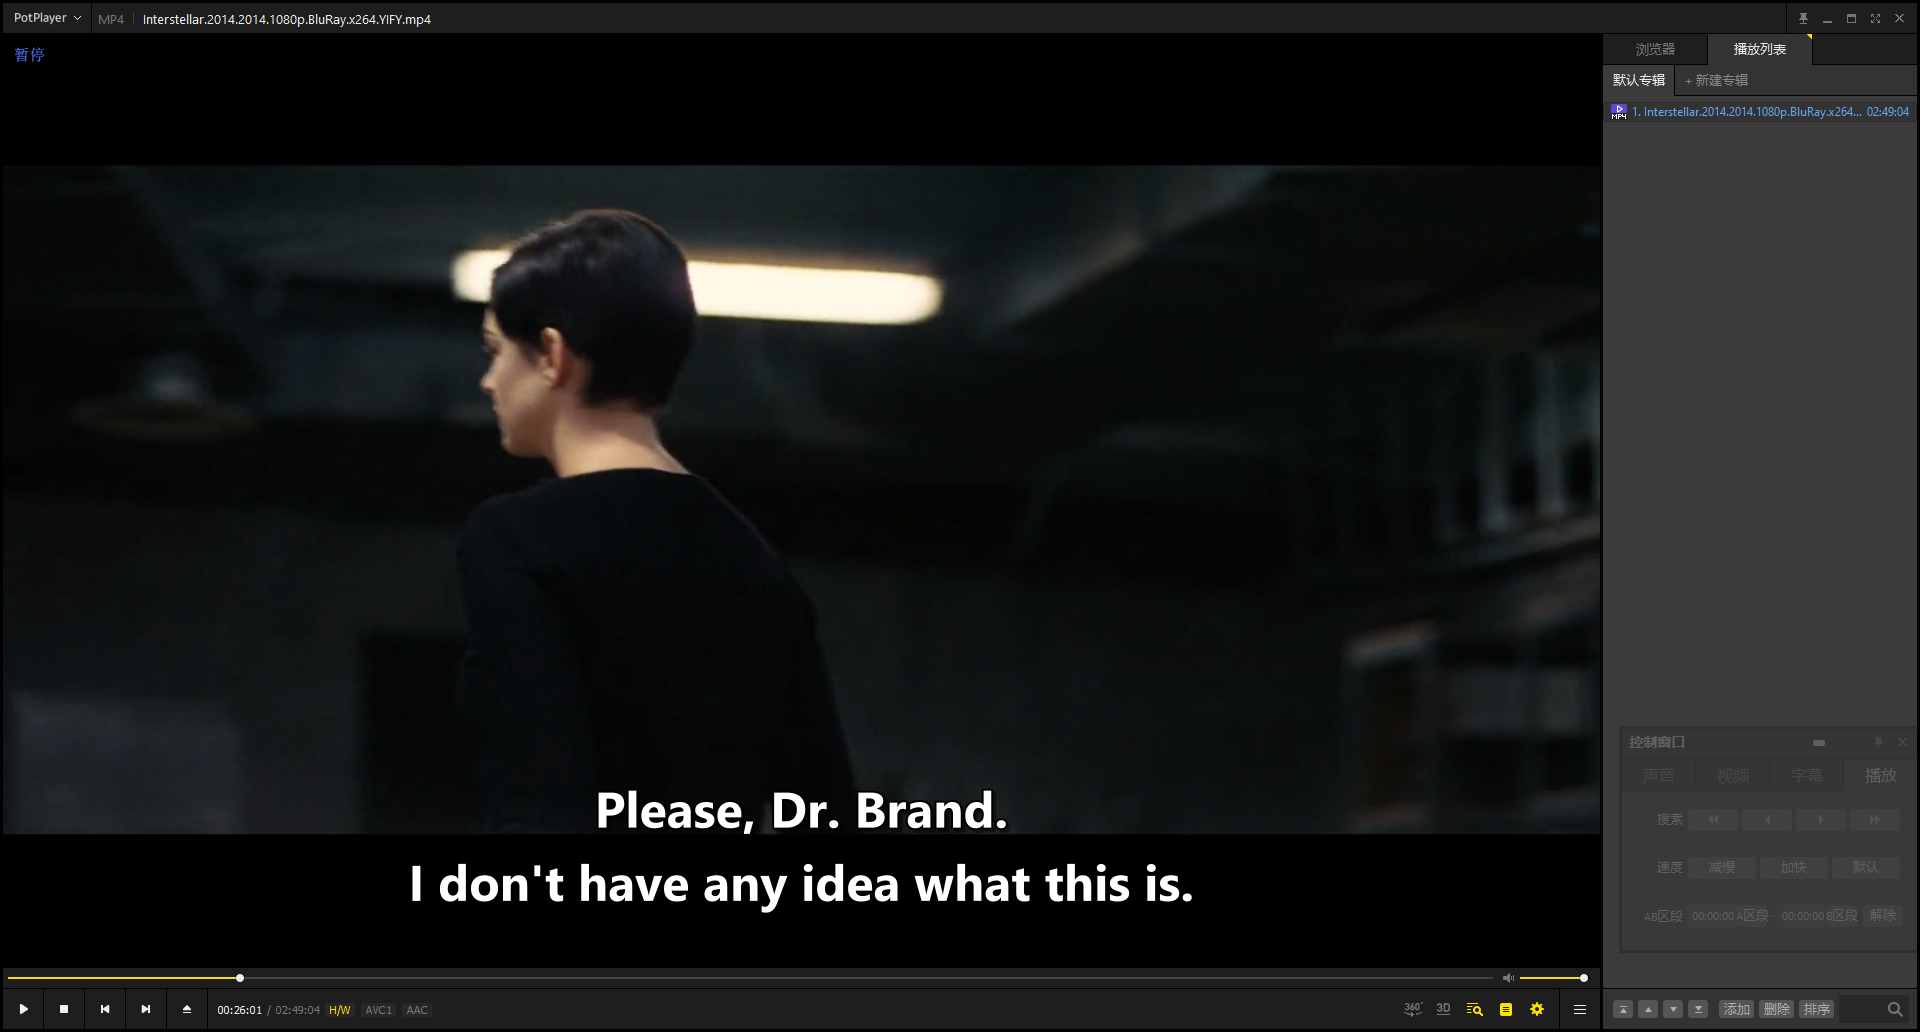 PotPlayer
MP4
Interstellar.2014.2014.1080p.BluRay.x264.YIFY.mp4
暂停
浏览器
播放列表
默认专辑
+ 新建专辑
MP4
1. Interstellar.2014.2014.1080p.BluRay.x264... 02:49:04
Please, Dr. Brand.
I don't have any idea what this is.
控制窗口
声音 视频 字幕 播放
搜索
速度 减慢 加快 默认
AB区段 00:00:00 A区段 - 00:00:00 B区段 解除
00:26:01 / 02:49:04 H/W AVC1 AAC
360° 3D
添加 删除 排序